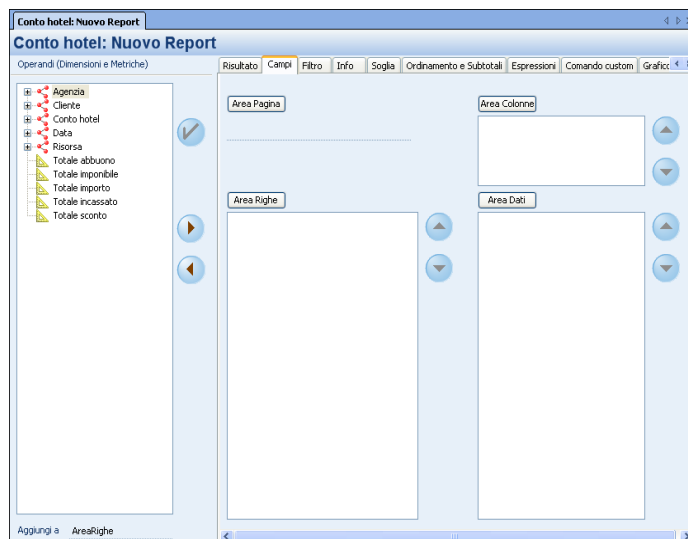 Conto hotel: Nuovo Report
Conto hotel: Nuovo Report
Operandi (Dimensioni e Metriche)
Risultato Campi Filtro Info Soglia Ordinamento e Subtotali Espressioni Comando custom Grafico
Agenzia
Cliente
Conto hotel
Data
Risorsa
Totale abbuono
Totale imponibile
Totale importo
Totale incassato
Totale sconto
Area Pagina
Area Colonne
Area Righe
Area Dati
Aggiungi a AreaRighe